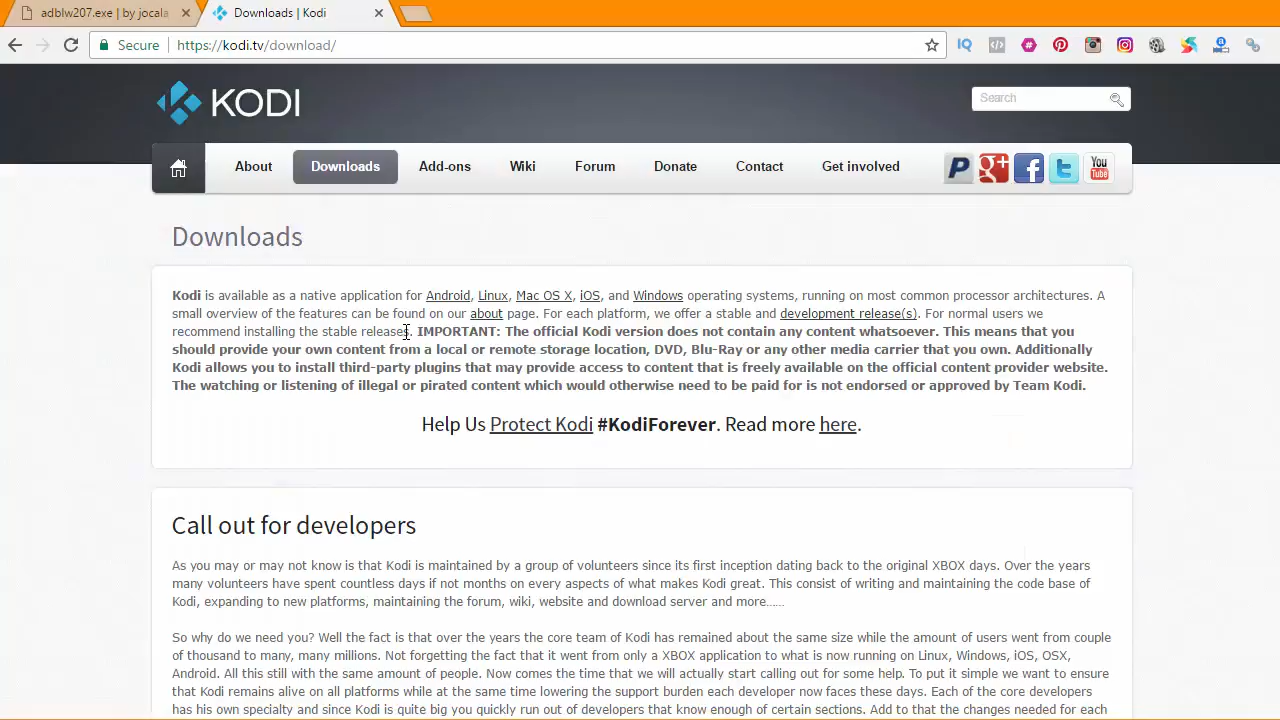 adblw207.exe | by jocala
Downloads | Kodi
Secure
https://kodi.tv/download/
KODI
Search
About
Downloads
Add-ons
Wiki
Forum
Donate
Contact
Get involved
You
Tube
Downloads
Kodi is available as a native application for Android, Linux, Mac OS X, iOS, and Windows operating systems, running on most common processor architectures. A
small overview of the features can be found on our about page. For each platform, we offer a stable and development release(s). For normal users we
recommend installing the stable releases. IMPORTANT: The official Kodi version does not contain any content whatsoever. This means that you
should provide your own content from a local or remote storage location, DVD, Blu-Ray or any other media carrier that you own. Additionally
Kodi allows you to install third-party plugins that may provide access to content that is freely available on the official content provider website.
The watching or listening of illegal or pirated content which would otherwise need to be paid for is not endorsed or approved by Team Kodi.
Help Us Protect Kodi #KodiForever. Read more here.
Call out for developers
As you may or may not know is that Kodi is maintained by a group of volunteers since its first inception dating back to the original XBOX days. Over the years
many volunteers have spent countless days if not months on every aspects of what makes Kodi great. This consist of writing and maintaining the code base of
Kodi, expanding to new platforms, maintaining the forum, wiki, website and download server and more......
So why do we need you? Well the fact is that over the years the core team of Kodi has remained about the same size while the amount of users went from couple
of thousand to many, many millions. Not forgetting the fact that it went from only a XBOX application to what is now running on Linux, Windows, iOS, OSX,
Android. All this still with the same amount of people. Now comes the time that we will actually start calling out for some help. To put it simple we want to ensure
that Kodi remains alive on all platforms while at the same time lowering the support burden each developer now faces these days. Each of the core developers
has his own specialty and since Kodi is quite big you quickly run out of developers that know enough of certain sections. Add to that the changes needed for each